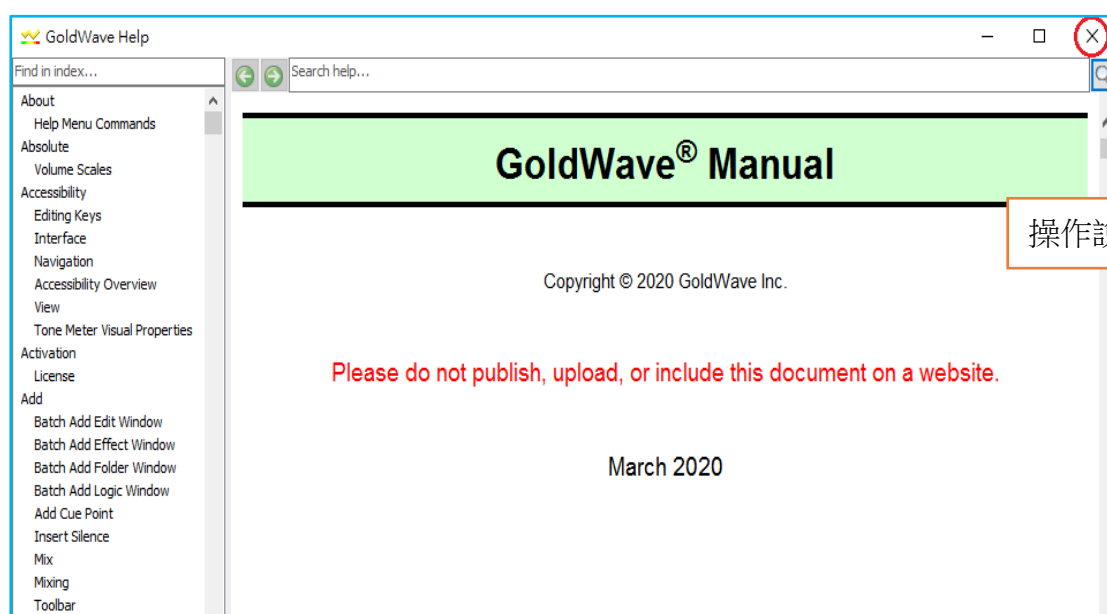 GoldWave Help
Find in index...
Search help...
About
Help Menu Commands
Absolute
Volume Scales
Accessibility
Editing Keys
Interface
Navigation
Accessibility Overview
View
Tone Meter Visual Properties
Activation
License
Add
Batch Add Edit Window
Batch Add Effect Window
Batch Add Folder Window
Batch Add Logic Window
Add Cue Point
Insert Silence
Mix
Mixing
Toolbar
GoldWave® Manual
操作說
Copyright © 2020 GoldWave Inc.
Please do not publish, upload, or include this document on a website.
March 2020